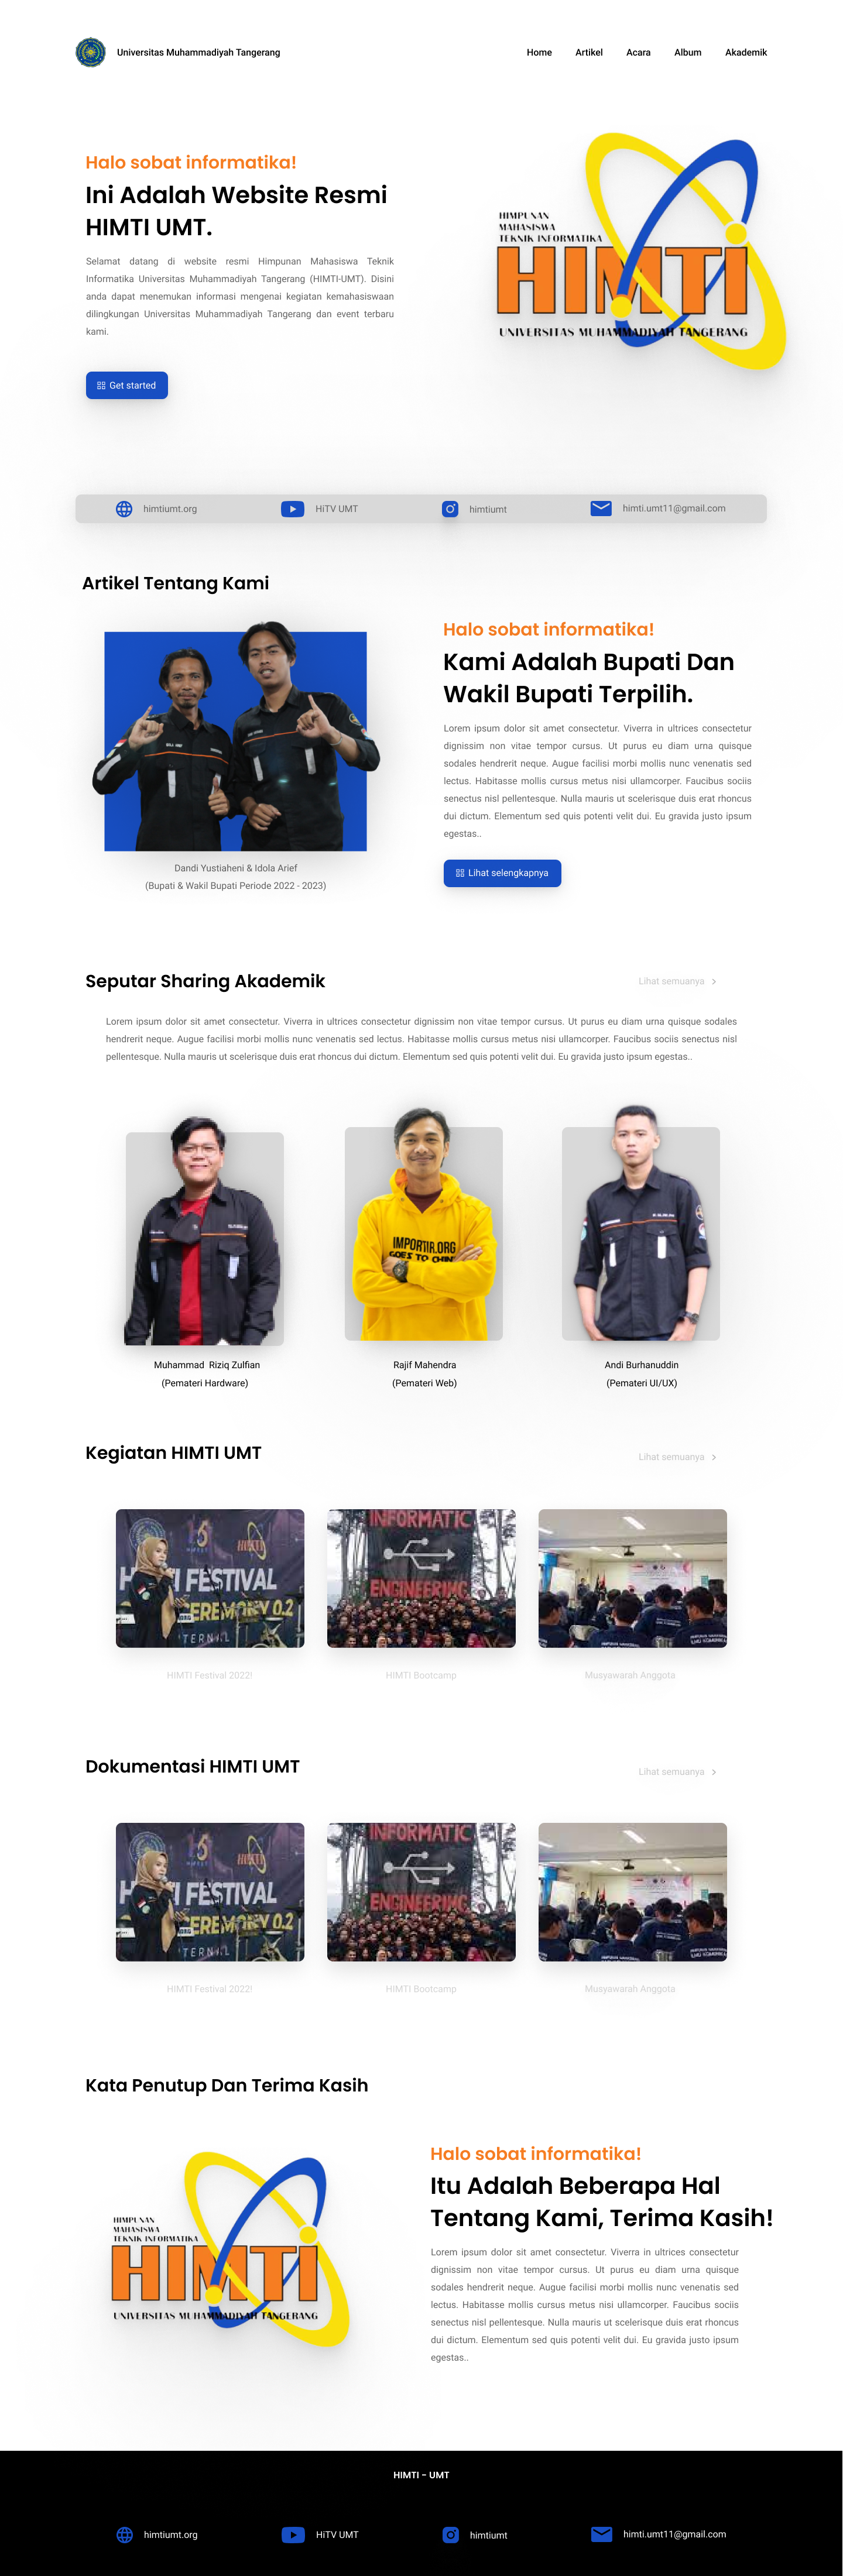 Universitas Muhammadiyah Tangerang
Home Artikel Acara Album Akademik
Halo sobat informatika!
Ini Adalah Website Resmi
HIMTI UMT.
Selamat datang di website resmi Himpunan Mahasiswa Teknik
Informatika Universitas Muhammadiyah Tangerang (HIMTI-UMT). Disini
anda dapat menemukan informasi mengenai kegiatan kemahasiswaan
dilingkungan Universitas Muhammadiyah Tangerang dan event terbaru
kami.
Get started
HIMPUNAN
MAHASISWA
TEKNIK INFORMATIKA
HIMTI
UNIVERSITAS MUHAMMADIYAH TANGERANG
himtiumt.org HiTV UMT himtiumt himti.umt11@gmail.com
Artikel Tentang Kami
Dandi Yustiaheni & Idola Arief
(Bupati & Wakil Bupati Periode 2022 - 2023)
Halo sobat informatika!
Kami Adalah Bupati Dan
Wakil Bupati Terpilih.
Lorem ipsum dolor sit amet consectetur. Viverra in ultrices consectetur
dignissim non vitae tempor cursus. Ut purus eu diam urna quisque
sodales hendrerit neque. Augue facilisi morbi mollis nunc venenatis sed
lectus. Habitasse mollis cursus metus nisi ullamcorper. Faucibus sociis
senectus nisl pellentesque. Nulla mauris ut scelerisque duis erat rhoncus
dui dictum. Elementum sed quis potenti velit dui. Eu gravida justo ipsum
egestas..
Lihat selengkapnya
Seputar Sharing Akademik
Lihat semuanya
Lorem ipsum dolor sit amet consectetur. Viverra in ultrices consectetur dignissim non vitae tempor cursus. Ut purus eu diam urna quisque sodales
hendrerit neque. Augue facilisi morbi mollis nunc venenatis sed lectus. Habitasse mollis cursus metus nisi ullamcorper. Faucibus sociis senectus nisl
pellentesque. Nulla mauris ut scelerisque duis erat rhoncus dui dictum. Elementum sed quis potenti velit dui. Eu gravida justo ipsum egestas..
IMPORTIR.ORG
GOES TO CHIN
Muhammad Riziq Zulfian
(Pemateri Hardware)
Rajif Mahendra
(Pemateri Web)
Andi Burhanuddin
(Pemateri UI/UX)
Kegiatan HIMTI UMT
Lihat semuanya
HIMTI
FESTIVAL
EREMONY 0.2
TERNAL
INFORMATIC
ENGINEERING
HIMTI Festival 2022!
HIMTI Bootcamp
Musyawarah Anggota
Dokumentasi HIMTI UMT
Lihat semuanya
HIMTI
FESTIVAL
EREMONY 0.2
TERNAL
INFORMATIC
ENGINEERING
HIMTI Festival 2022!
HIMTI Bootcamp
Musyawarah Anggota
Kata Penutup Dan Terima Kasih
HIMPUNAN
MAHASISWA
TEKNIK INFORMATIKA
HIMTI
UNIVERSITAS MUHAMMADIYAH TANGERANG
Halo sobat informatika!
Itu Adalah Beberapa Hal
Tentang Kami, Terima Kasih!
Lorem ipsum dolor sit amet consectetur. Viverra in ultrices consectetur
dignissim non vitae tempor cursus. Ut purus eu diam urna quisque
sodales hendrerit neque. Augue facilisi morbi mollis nunc venenatis sed
lectus. Habitasse mollis cursus metus nisi ullamcorper. Faucibus sociis
senectus nisl pellentesque. Nulla mauris ut scelerisque duis erat rhoncus
dui dictum. Elementum sed quis potenti velit dui. Eu gravida justo ipsum
egestas..
HIMTI - UMT
himtiumt.org HiTV UMT himtiumt himti.umt11@gmail.com